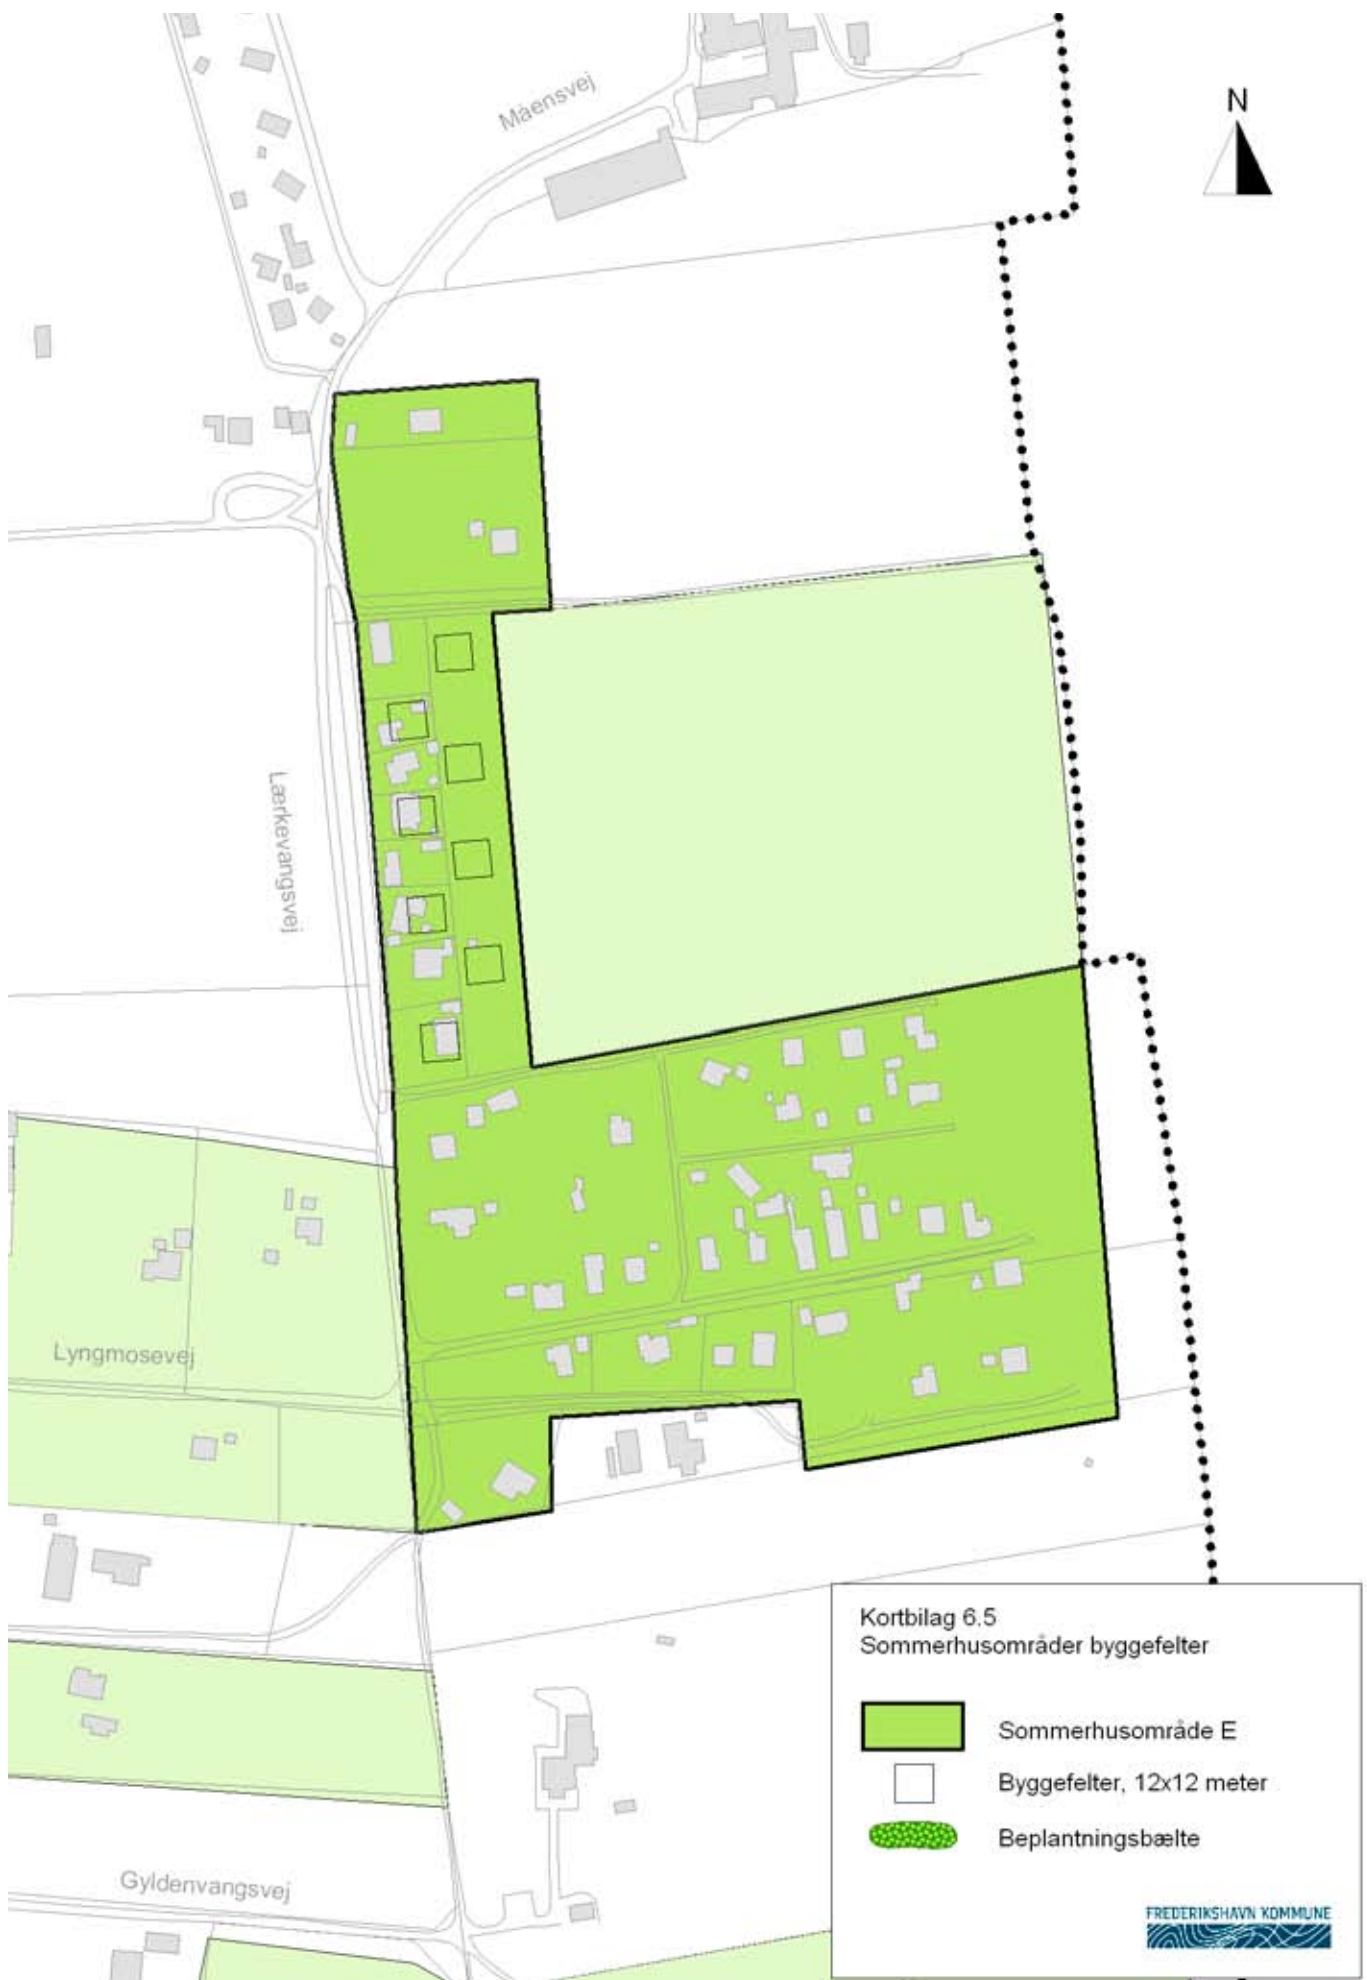 Måensvej
N
Lærkevangsvej
Lyngmosevej
Gyldenvangsvej
Kortbilag 6.5
Sommerhusområder byggefelter
Sommerhusområde E
Byggefelter, 12x12 meter
Beplantningsbælte
FREDERIKSHAVN KOMMUNE